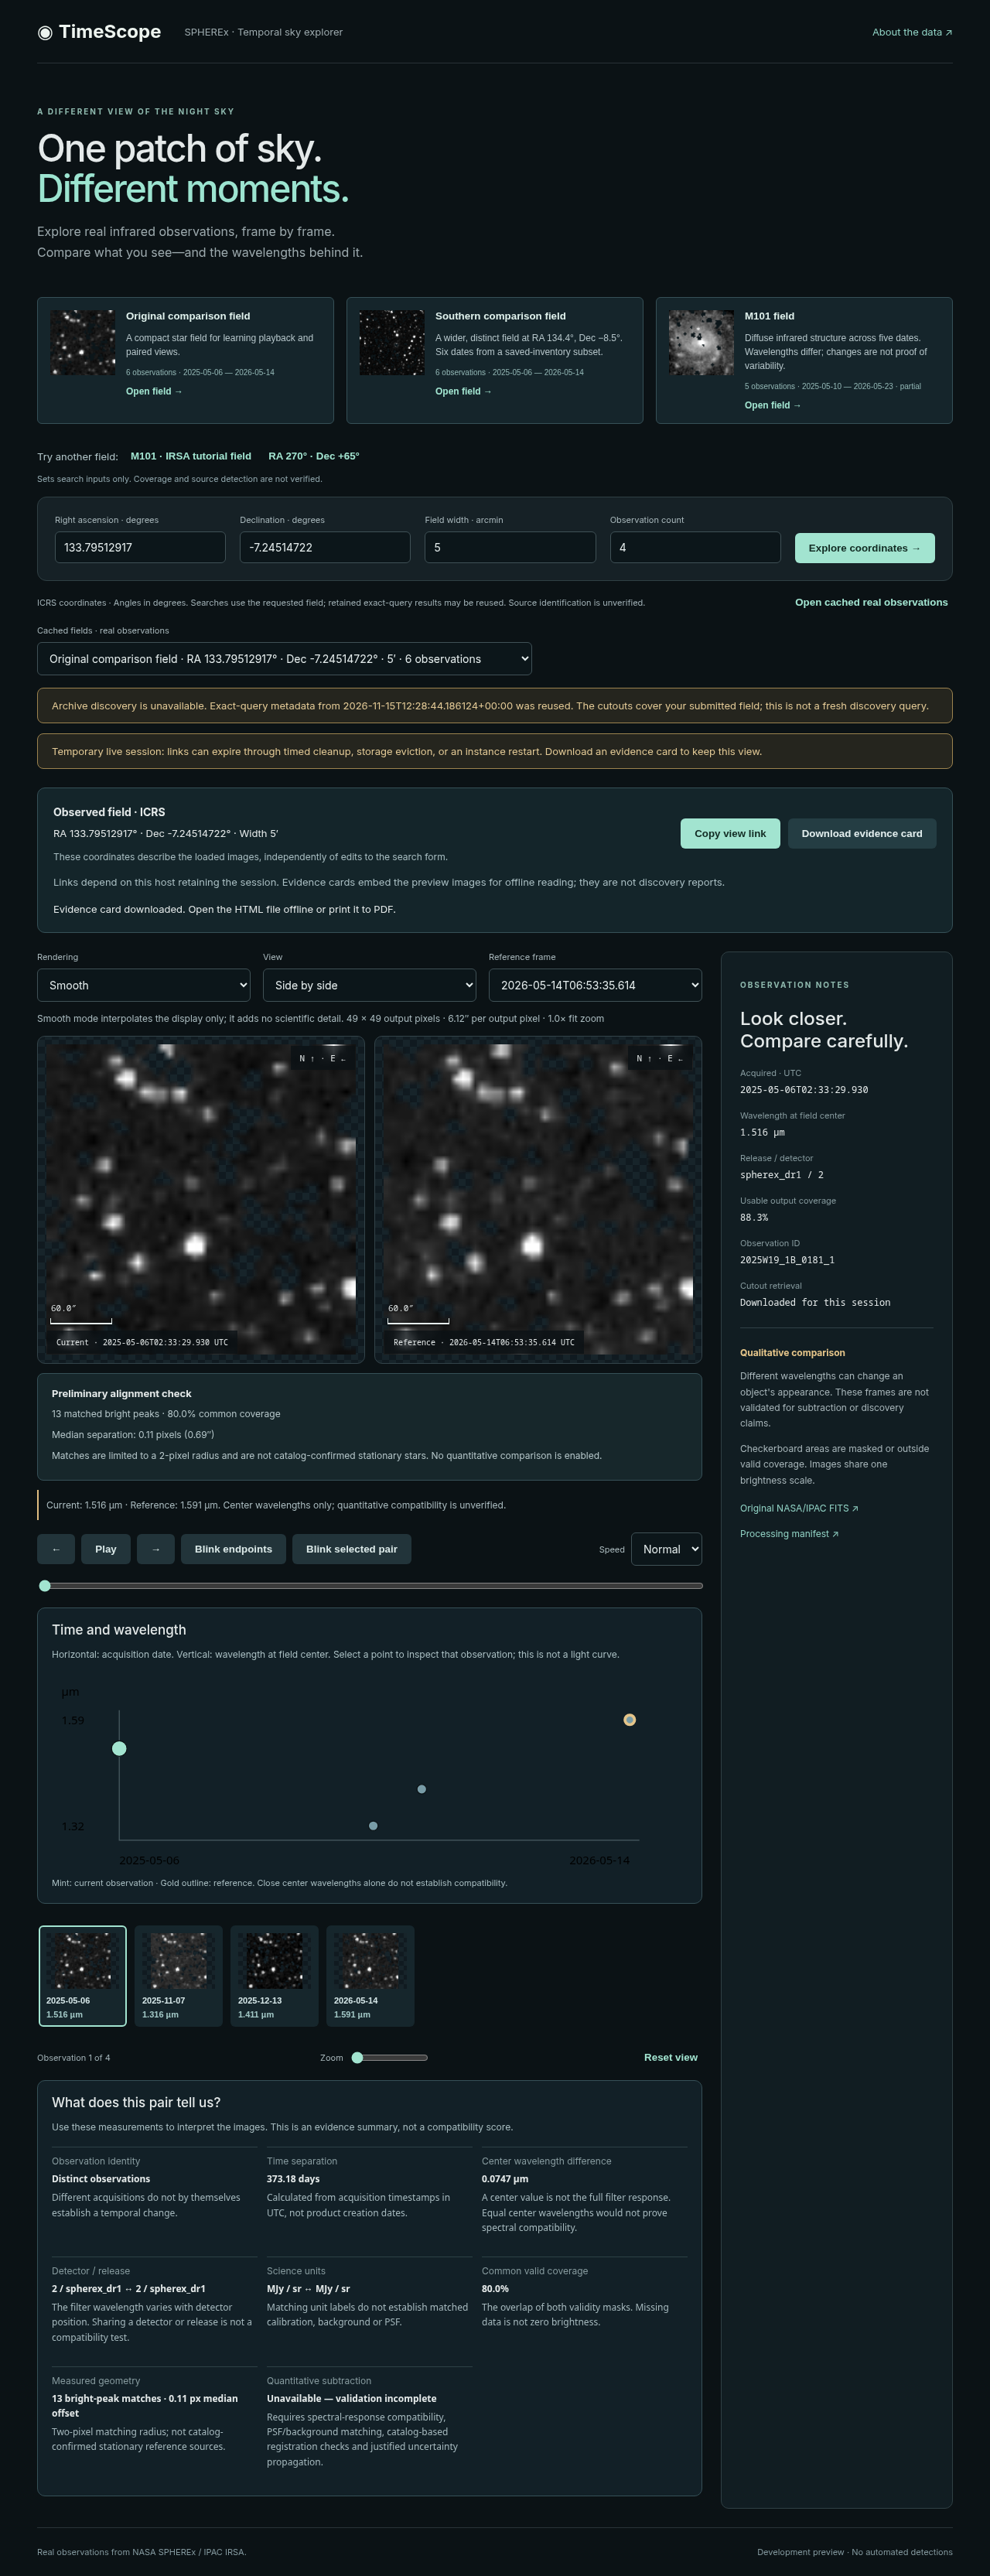 ◉ TimeScope
SPHEREx · Temporal sky explorer
About the data ↗
A DIFFERENT VIEW OF THE NIGHT SKY
One patch of sky.
Different moments.
Explore real infrared observations, frame by frame.
Compare what you see—and the wavelengths behind it.
Original comparison field
A compact star field for learning playback and
paired views.
6 observations · 2025-05-06 — 2026-05-14
Open field →
Southern comparison field
A wider, distinct field at RA 134.4°, Dec −8.5°.
Six dates from a saved-inventory subset.
6 observations · 2025-05-06 — 2026-05-14
Open field →
M101 field
Diffuse infrared structure across five dates.
Wavelengths differ; changes are not proof of
variability.
5 observations · 2025-05-10 — 2026-05-23 · partial
Open field →
Try another field: M101 · IRSA tutorial field RA 270° · Dec +65°
Sets search inputs only. Coverage and source detection are not verified.
Right ascension · degrees
133.79512917
Declination · degrees
-7.24514722
Field width · arcmin
5
Observation count
4
Explore coordinates →
ICRS coordinates · Angles in degrees. Searches use the requested field; retained exact-query results may be reused. Source identification is unverified.
Open cached real observations
Cached fields · real observations
Original comparison field · RA 133.79512917° · Dec -7.24514722° · 5′ · 6 observations
Archive discovery is unavailable. Exact-query metadata from 2026-11-15T12:28:44.186124+00:00 was reused. The cutouts cover your submitted field; this is not a fresh discovery query.
Temporary live session: links can expire through timed cleanup, storage eviction, or an instance restart. Download an evidence card to keep this view.
Observed field · ICRS
RA 133.79512917° · Dec -7.24514722° · Width 5′
These coordinates describe the loaded images, independently of edits to the search form.
Copy view link
Download evidence card
Links depend on this host retaining the session. Evidence cards embed the preview images for offline reading; they are not discovery reports.
Evidence card downloaded. Open the HTML file offline or print it to PDF.
Rendering
Smooth
View
Side by side
Reference frame
2026-05-14T06:53:35.614
Smooth mode interpolates the display only; it adds no scientific detail. 49 × 49 output pixels · 6.12″ per output pixel · 1.0× fit zoom
N ↑ · E ←
60.0″
Current · 2025-05-06T02:33:29.930 UTC
N ↑ · E ←
60.0″
Reference · 2026-05-14T06:53:35.614 UTC
Preliminary alignment check
13 matched bright peaks · 80.0% common coverage
Median separation: 0.11 pixels (0.69″)
Matches are limited to a 2-pixel radius and are not catalog-confirmed stationary stars. No quantitative comparison is enabled.
Current: 1.516 µm · Reference: 1.591 µm. Center wavelengths only; quantitative compatibility is unverified.
←
Play
→
Blink endpoints
Blink selected pair
Speed
Normal
Time and wavelength
Horizontal: acquisition date. Vertical: wavelength at field center. Select a point to inspect that observation; this is not a light curve.
µm
1.59
1.32
2025-05-06
2026-05-14
Mint: current observation · Gold outline: reference. Close center wavelengths alone do not establish compatibility.
2025-05-06
1.516 µm
2025-11-07
1.316 µm
2025-12-13
1.411 µm
2026-05-14
1.591 µm
Observation 1 of 4
Zoom
Reset view
What does this pair tell us?
Use these measurements to interpret the images. This is an evidence summary, not a compatibility score.
Observation identity
Distinct observations
Different acquisitions do not by themselves
establish a temporal change.
Time separation
373.18 days
Calculated from acquisition timestamps in
UTC, not product creation dates.
Center wavelength difference
0.0747 µm
A center value is not the full filter response.
Equal center wavelengths would not prove
spectral compatibility.
Detector / release
2 / spherex_dr1 ↔ 2 / spherex_dr1
The filter wavelength varies with detector
position. Sharing a detector or release is not a
compatibility test.
Science units
MJy / sr ↔ MJy / sr
Matching unit labels do not establish matched
calibration, background or PSF.
Common valid coverage
80.0%
The overlap of both validity masks. Missing
data is not zero brightness.
Measured geometry
13 bright-peak matches · 0.11 px median
offset
Two-pixel matching radius; not catalog-
confirmed stationary reference sources.
Quantitative subtraction
Unavailable — validation incomplete
Requires spectral-response compatibility,
PSF/background matching, catalog-based
registration checks and justified uncertainty
propagation.
OBSERVATION NOTES
Look closer.
Compare carefully.
Acquired · UTC
2025-05-06T02:33:29.930
Wavelength at field center
1.516 µm
Release / detector
spherex_dr1 / 2
Usable output coverage
88.3%
Observation ID
2025W19_1B_0181_1
Cutout retrieval
Downloaded for this session
Qualitative comparison
Different wavelengths can change an
object's appearance. These frames are not
validated for subtraction or discovery
claims.
Checkerboard areas are masked or outside
valid coverage. Images share one
brightness scale.
Original NASA/IPAC FITS ↗
Processing manifest ↗
Real observations from NASA SPHEREx / IPAC IRSA.
Development preview · No automated detections